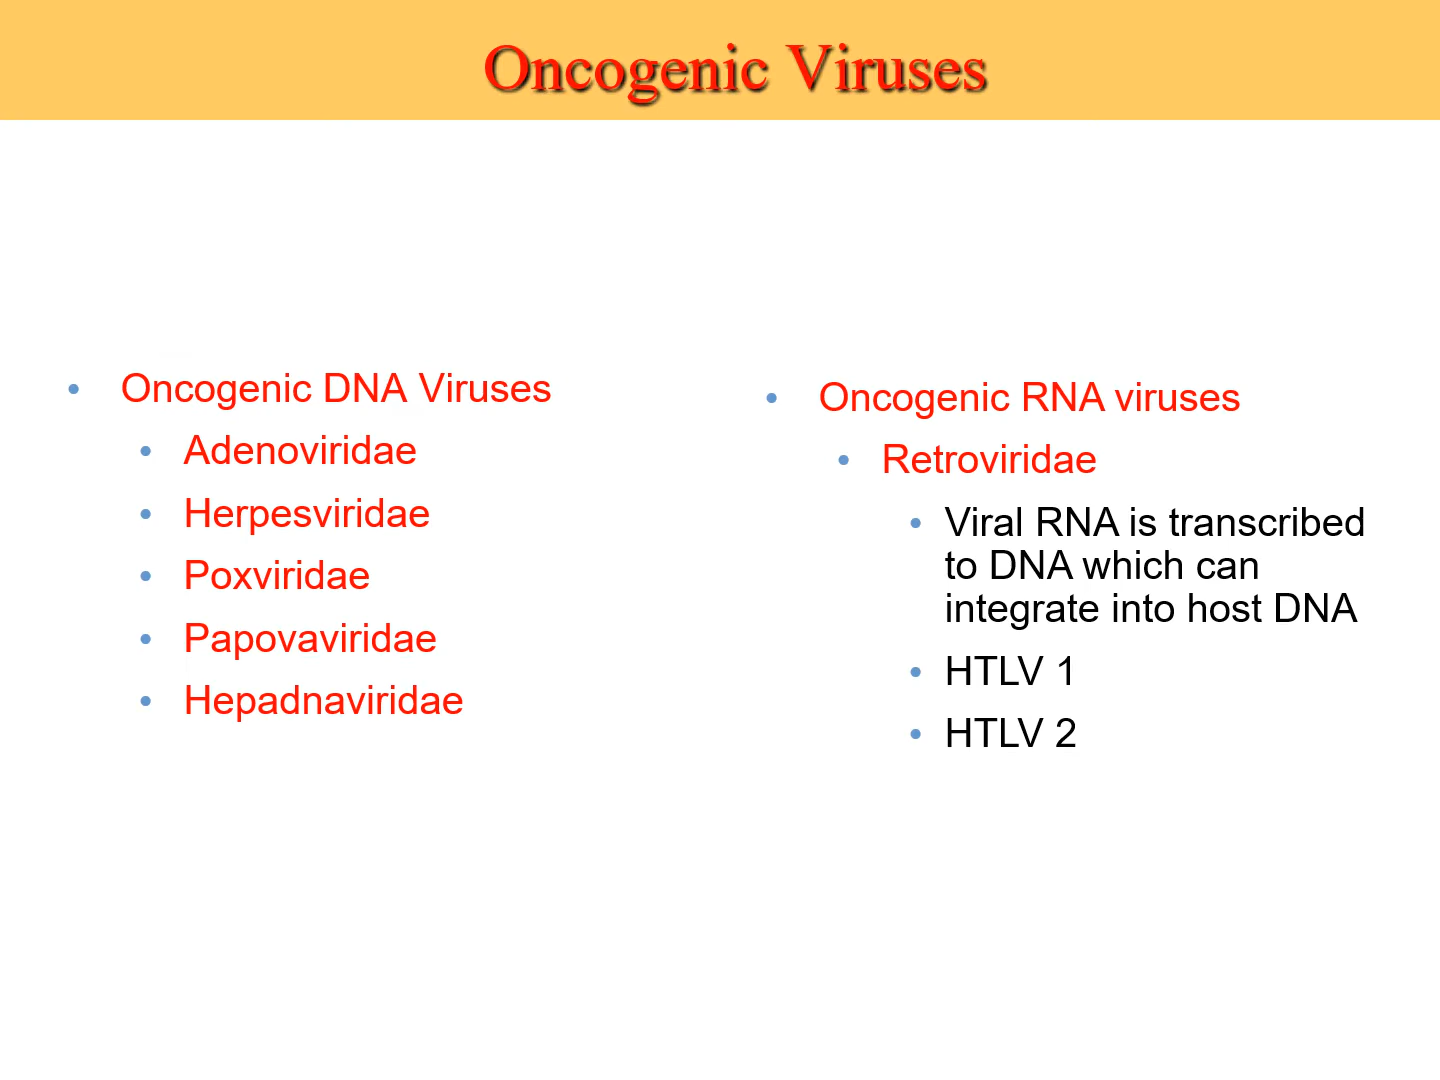 Oncogenic Viruses
• Oncogenic DNA Viruses
• Adenoviridae
• Herpesviridae
• Poxviridae
• Papovaviridae
• Hepadnaviridae
• Oncogenic RNA viruses
• Retroviridae
• Viral RNA is transcribed
to DNA which can
integrate into host DNA
• HTLV 1
• HTLV 2